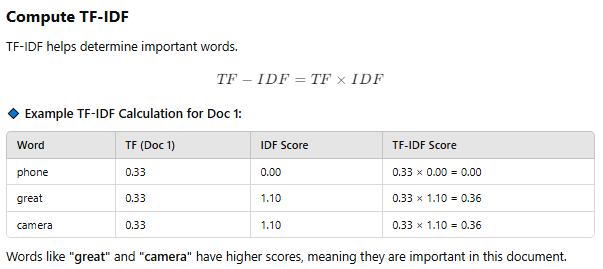 Compute TF-IDF
TF-IDF helps determine important words.
TF − IDF = TF × IDF
Example TF-IDF Calculation for Doc 1:
Word TF (Doc 1) IDF Score TF-IDF Score
phone 0.33 0.00 0.33 × 0.00 = 0.00
great 0.33 1.10 0.33 × 1.10 = 0.36
camera 0.33 1.10 0.33 × 1.10 = 0.36
Words like "great" and "camera" have higher scores, meaning they are important in this document.